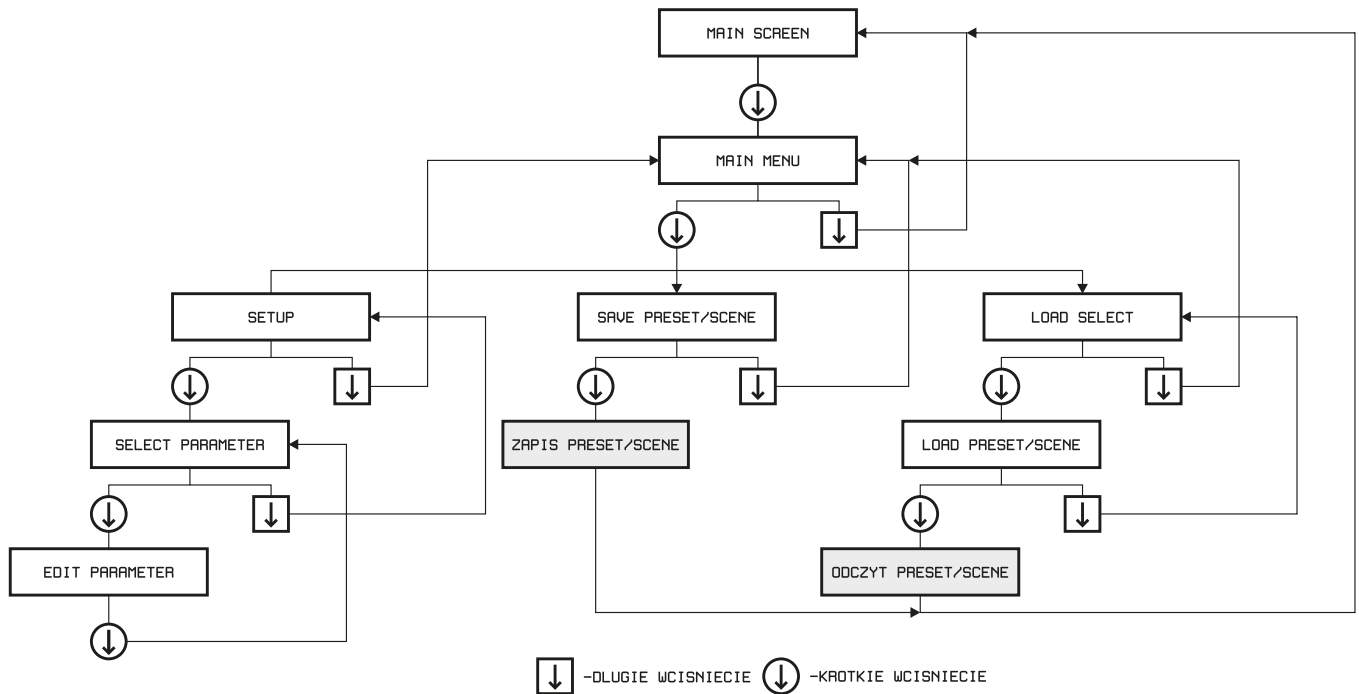 MAIN SCREEN
MAIN MENU
SETUP
SAVE PRESET/SCENE
LOAD SELECT
SELECT PARAMETER
ZAPIS PRESET/SCENE
LOAD PRESET/SCENE
EDIT PARAMETER
ODCZYT PRESET/SCENE
-DLUGIE WCISNIECIE
-KROTKIE WCISNIECIE